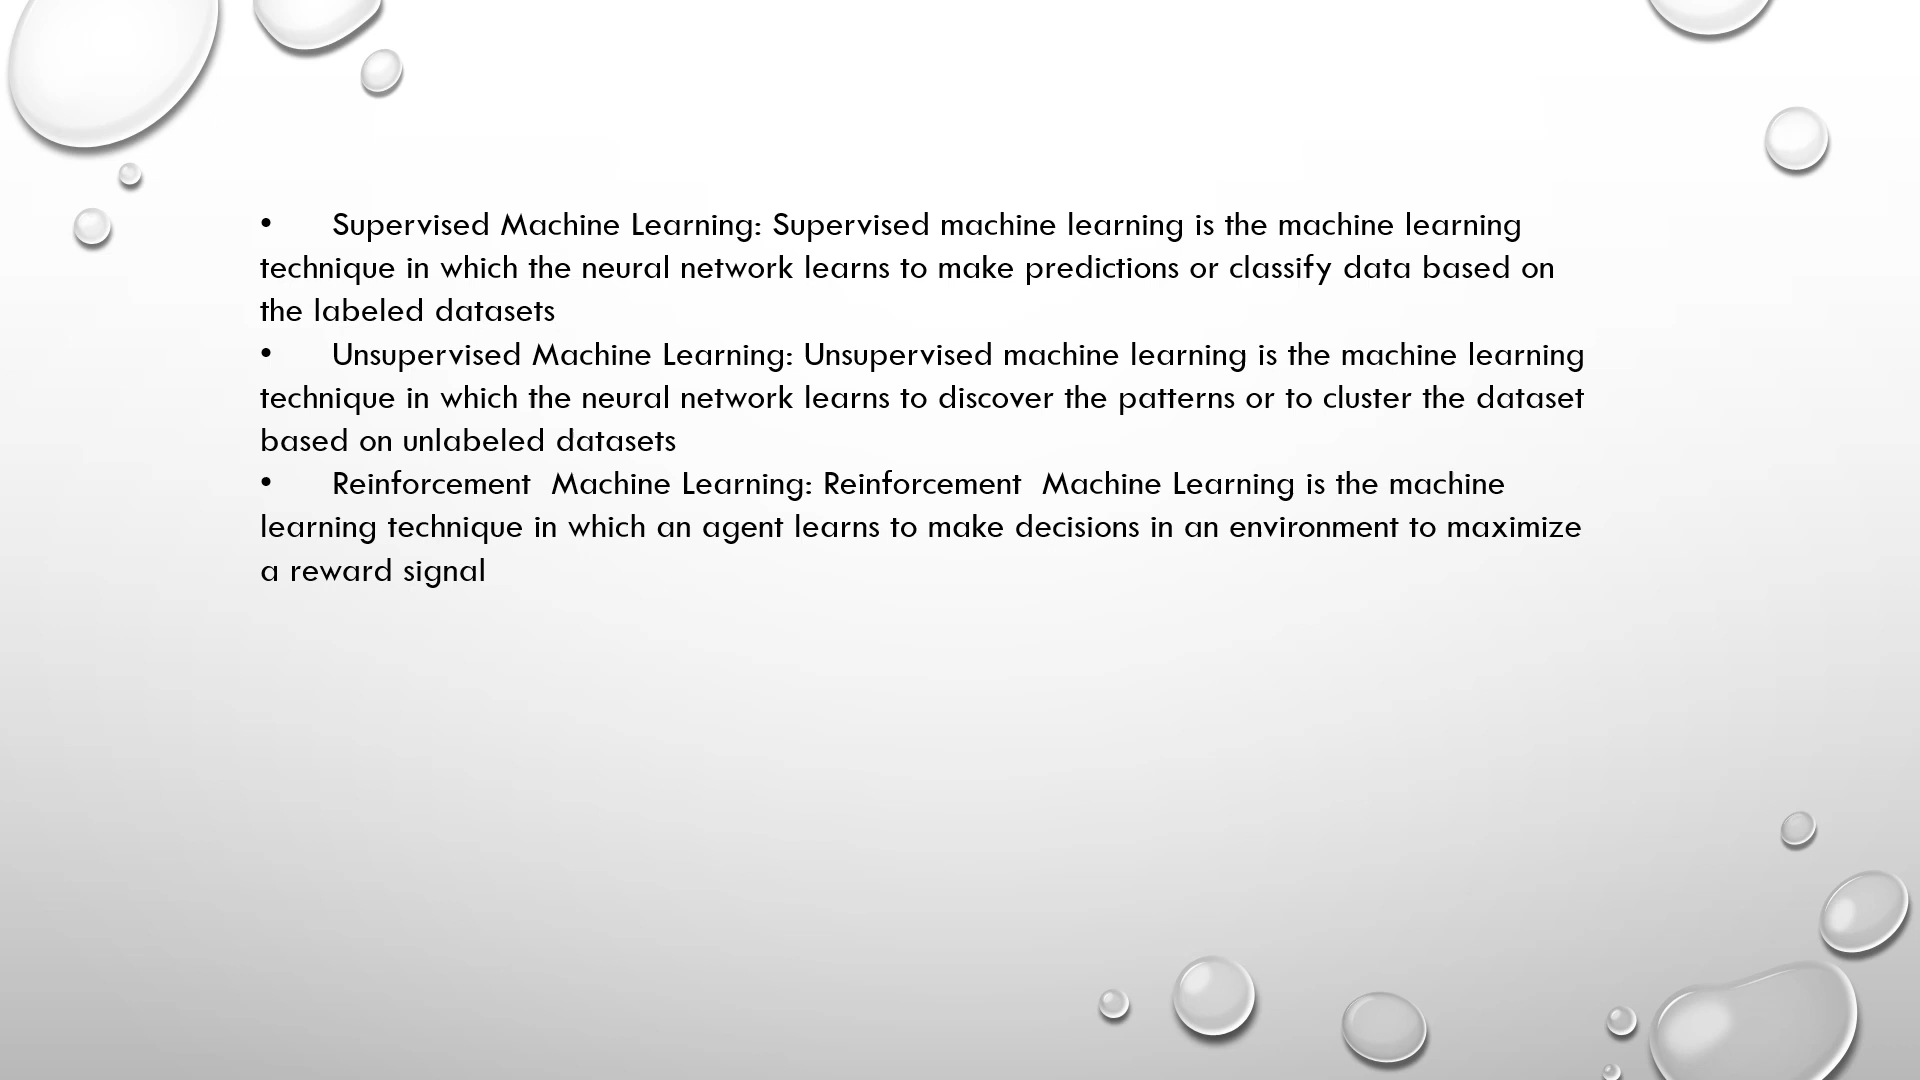 • Supervised Machine Learning: Supervised machine learning is the machine learning
technique in which the neural network learns to make predictions or classify data based on
the labeled datasets
• Unsupervised Machine Learning: Unsupervised machine learning is the machine learning
technique in which the neural network learns to discover the patterns or to cluster the dataset
based on unlabeled datasets
• Reinforcement  Machine Learning: Reinforcement  Machine Learning is the machine
learning technique in which an agent learns to make decisions in an environment to maximize
a reward signal